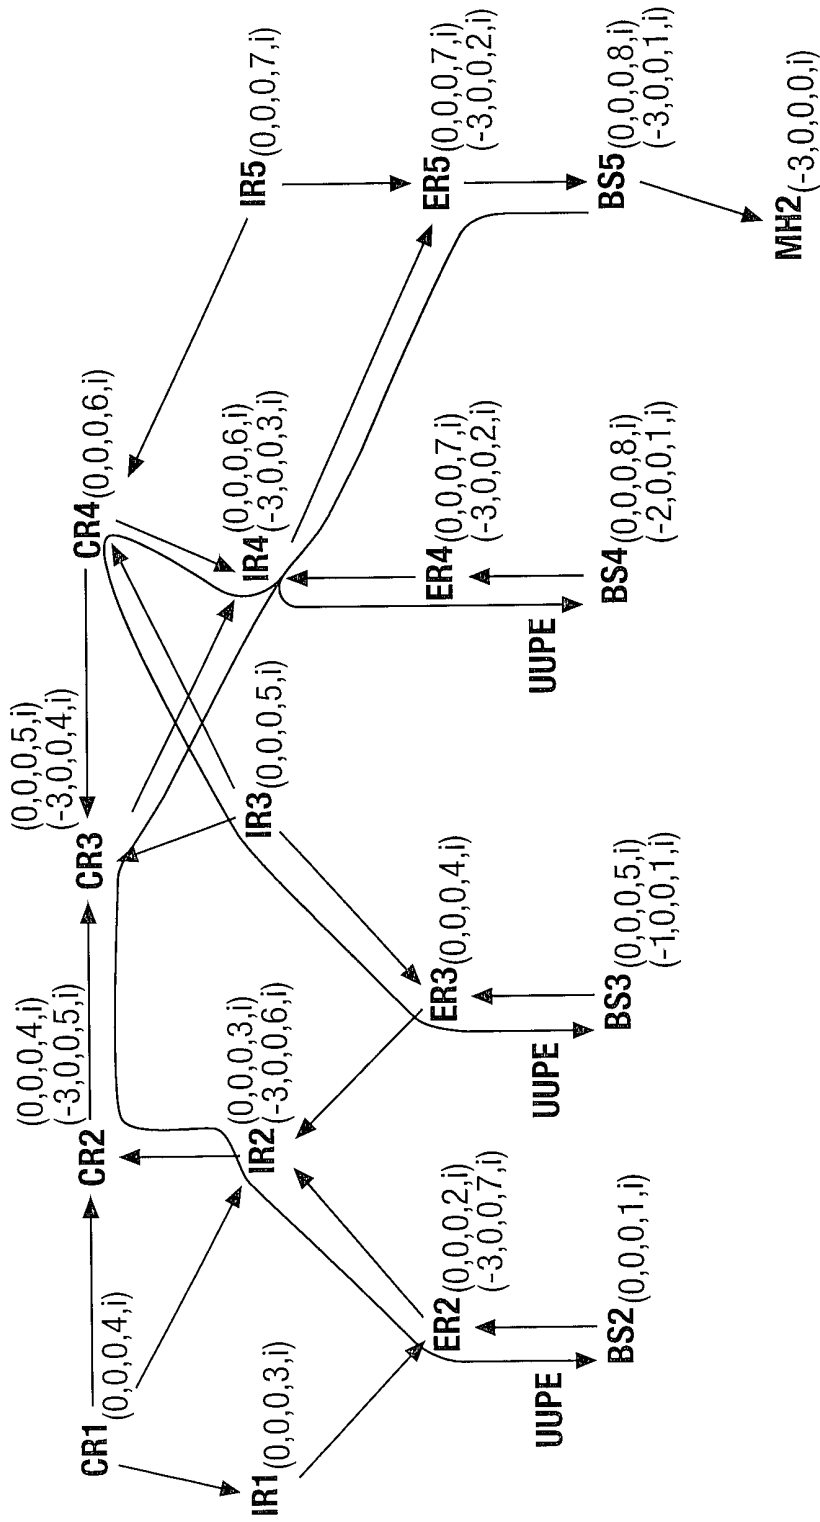 CR1(0,0,0,4,i)
CR2
(0,0,0,4,i)
(-3,0,0,5,i)
CR3
(0,0,0,5,i)
(-3,0,0,4,i)
CR4(0,0,0,6,i)
IR1(0,0,0,3,i)
IR2
(0,0,0,3,i)
(-3,0,0,6,i)
IR3(0,0,0,5,i)
IR4
(0,0,0,6,i)
(-3,0,0,3,i)
IR5(0,0,0,7,i)
ER2
(0,0,0,2,i)
(-3,0,0,7,i)
ER3(0,0,0,4,i)
ER4
(0,0,0,7,i)
(-3,0,0,2,i)
ER5
(0,0,0,7,i)
(-3,0,0,2,i)
UUPE
UUPE
UUPE
BS2(0,0,0,1,i)
BS3
(0,0,0,5,i)
(-1,0,0,1,i)
BS4
(0,0,0,8,i)
(-2,0,0,1,i)
BS5
(0,0,0,8,i)
(-3,0,0,1,i)
MH2(-3,0,0,0,i)